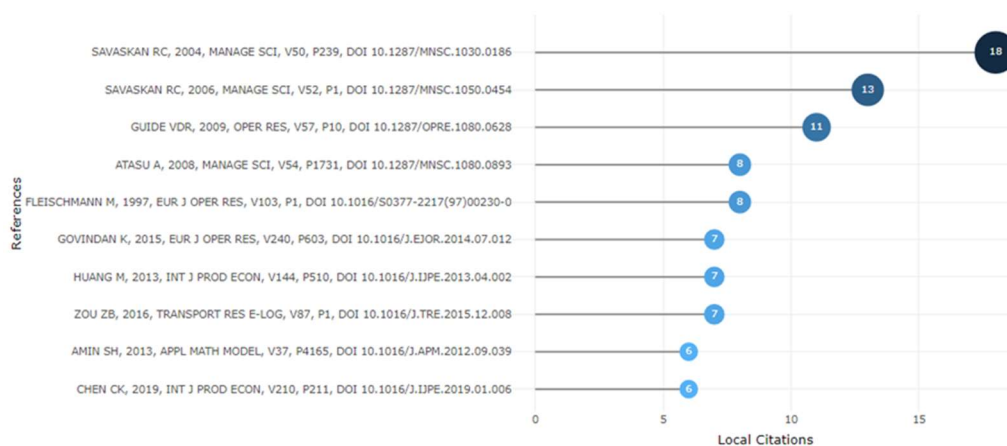 SAVASKAN RC, 2004, MANAGE SCI, V50, P239, DOI 10.1287/MNSC.1030.0186
18
SAVASKAN RC, 2006, MANAGE SCI, V52, P1, DOI 10.1287/MNSC.1050.0454
13
GUIDE VDR, 2009, OPER RES, V57, P10, DOI 10.1287/OPRE.1080.0628
11
ATASU A, 2008, MANAGE SCI, V54, P1731, DOI 10.1287/MNSC.1080.0893
8
FLEISCHMANN M, 1997, EUR J OPER RES, V103, P1, DOI 10.1016/S0377-2217(97)00230-0
8
GOVINDAN K, 2015, EUR J OPER RES, V240, P603, DOI 10.1016/J.EJOR.2014.07.012
7
HUANG M, 2013, INT J PROD ECON, V144, P510, DOI 10.1016/J.IJPE.2013.04.002
7
ZOU ZB, 2016, TRANSPORT RES E-LOG, V87, P1, DOI 10.1016/J.TRE.2015.12.008
7
AMIN SH, 2013, APPL MATH MODEL, V37, P4165, DOI 10.1016/J.APM.2012.09.039
6
CHEN CK, 2019, INT J PROD ECON, V210, P211, DOI 10.1016/J.IJPE.2019.01.006
6
References
0 5 10 15
Local Citations